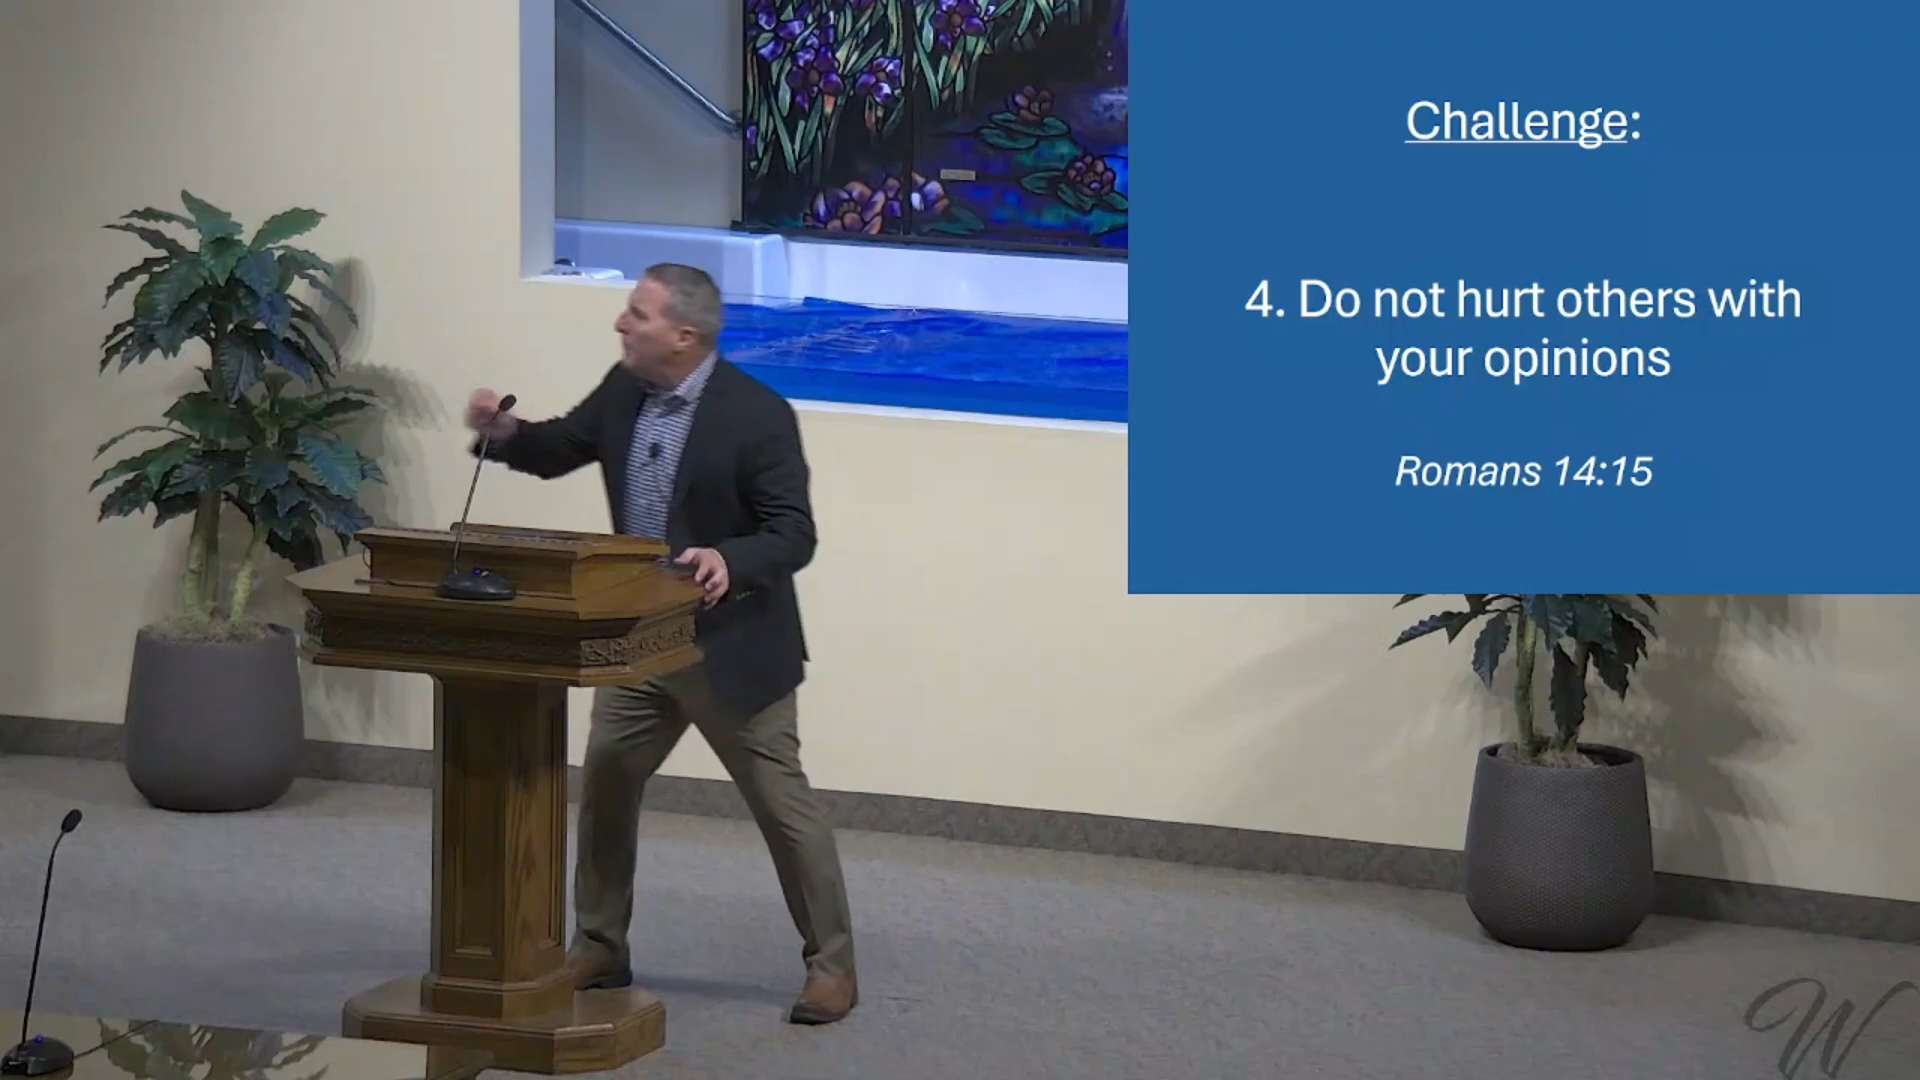 Challenge:
4. Do not hurt others with
your opinions
Romans 14:15
W